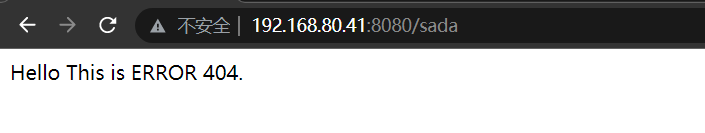 不安全 | 192.168.80.41:8080/sada
Hello This is ERROR 404.